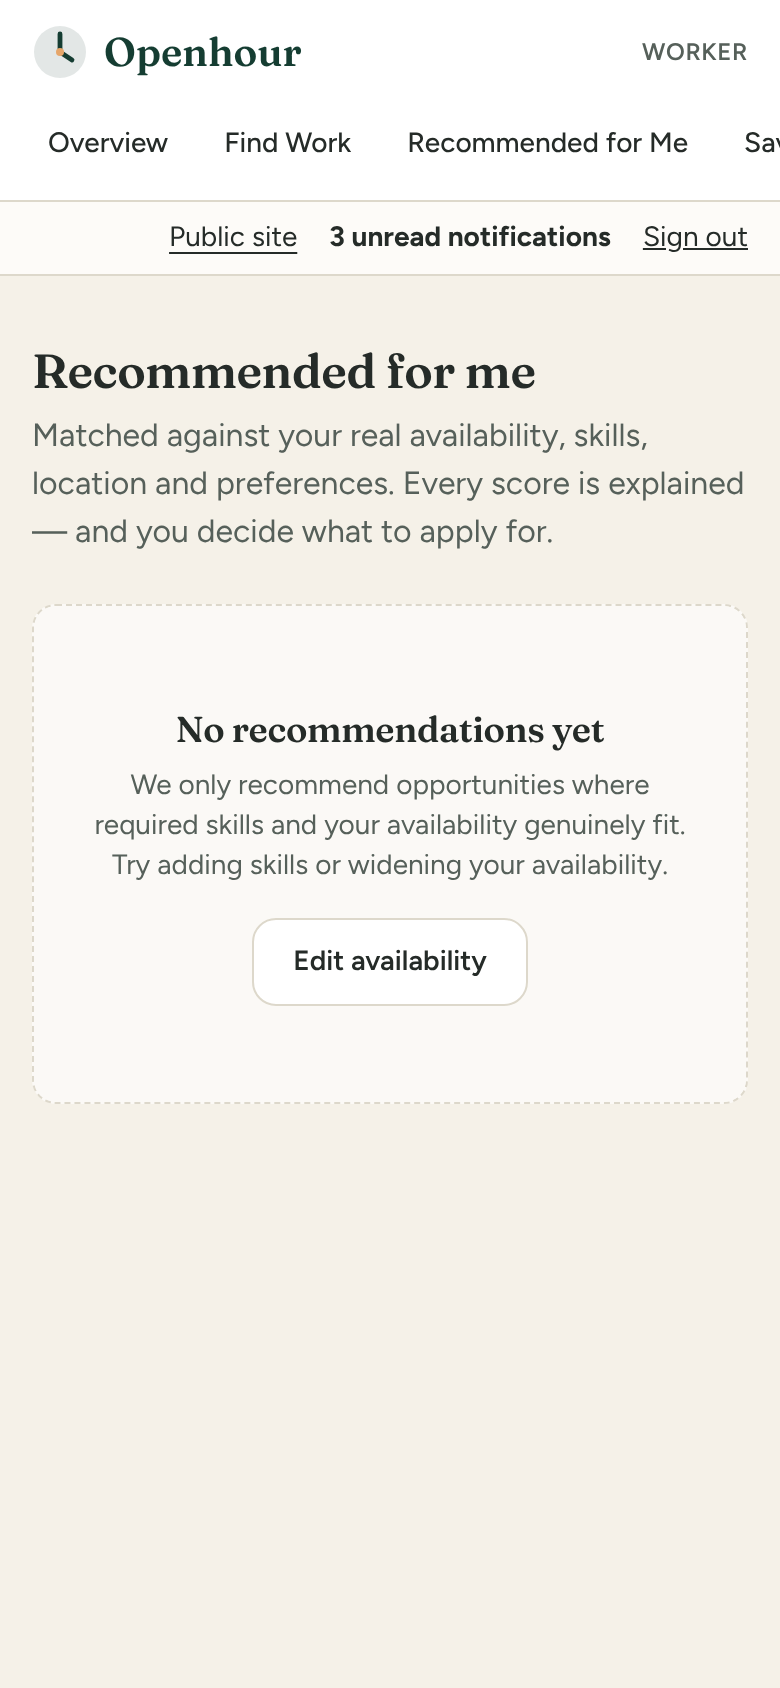 Openhour
WORKER
Overview Find Work Recommended for Me Sav
Public site 3 unread notifications Sign out
Recommended for me
Matched against your real availability, skills,
location and preferences. Every score is explained
— and you decide what to apply for.
No recommendations yet
We only recommend opportunities where
required skills and your availability genuinely fit.
Try adding skills or widening your availability.
Edit availability